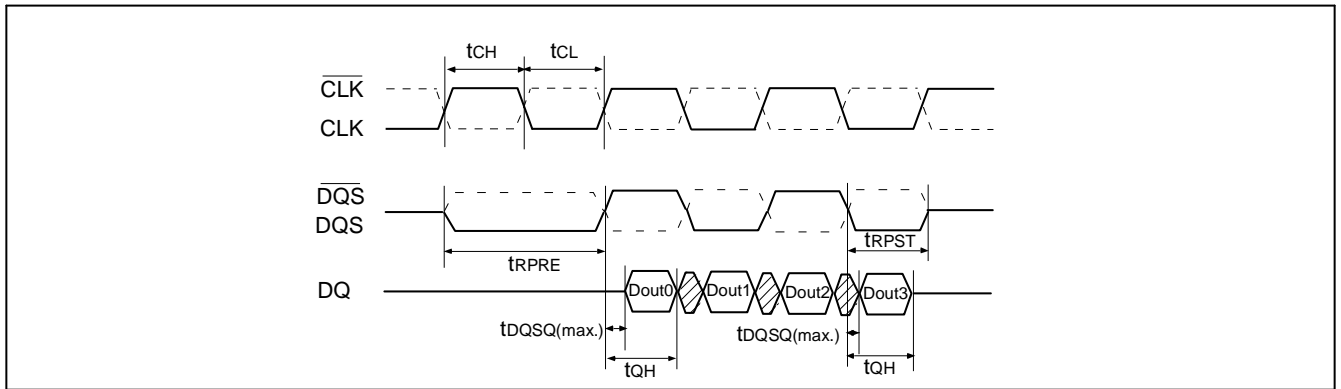 tCH tCL
CLK
CLK
DQS
DQS
tRPST
tRPRE
DQ Dout0 Dout1 Dout2 Dout3
tDQSQ(max.) tDQSQ(max.)
tQH tQH